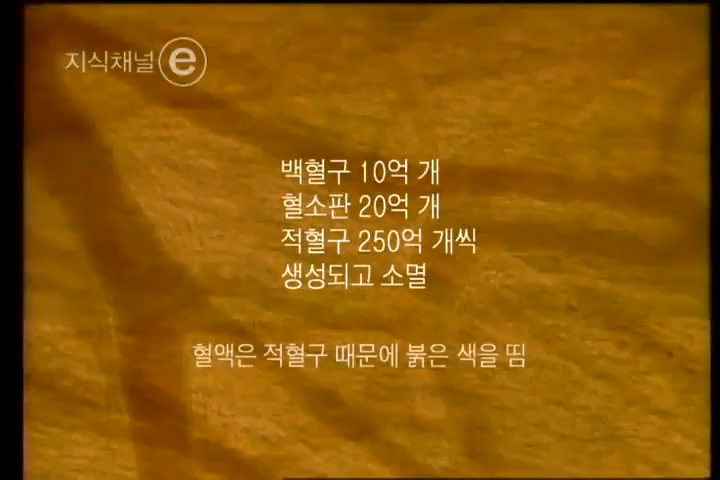 지식채널 e
백혈구 10억 개
혈소판 20억 개
적혈구 250억 개씩
생성되고 소멸
혈액은 적혈구 때문에 붉은 색을 띰